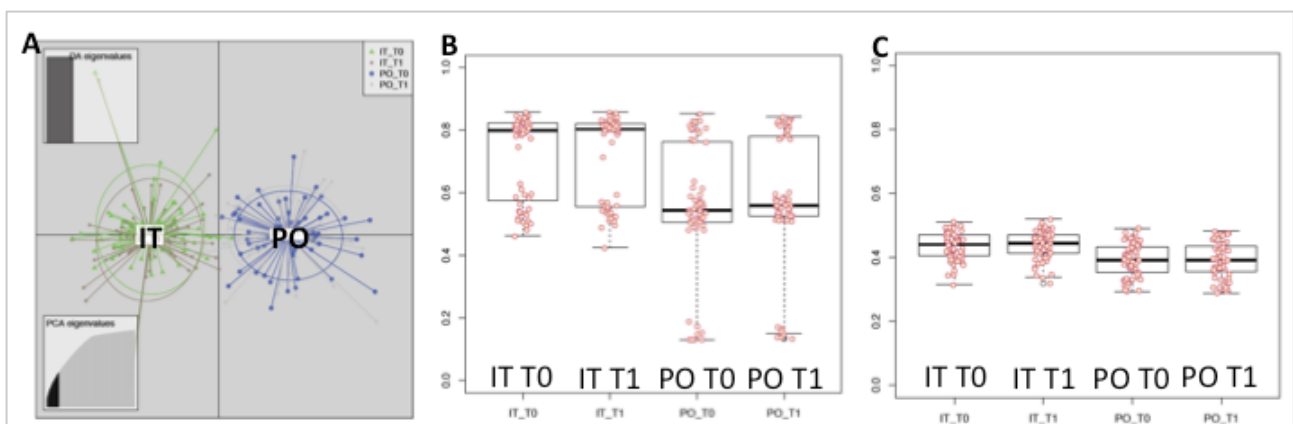 A
DA eigenvalues
IT_T0
IT_T1
PO_T0
PO_T1
IT
PO
PCA eigenvalues
B
1.0
0.8
0.6
0.4
0.2
0.0
IT T0 IT T1 PO T0 PO T1
IT_T0 IT_T1 PO_T0 PO_T1
C
1.0
0.8
0.6
0.4
0.2
0.0
IT T0 IT T1 PO T0 PO T1
IT_T0 IT_T1 PO_T0 PO_T1